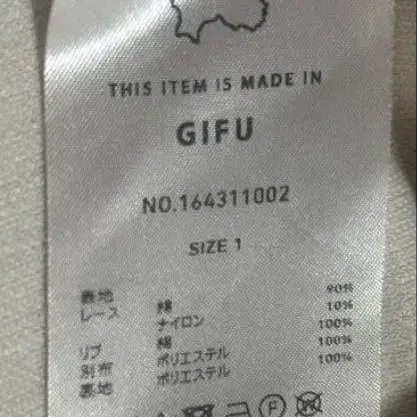 THIS ITEM IS MADE IN
GIFU
NO.164311002
SIZE 1
表地 綿 90%
レース ナイロン 10%
リブ 綿 100%
別布 ポリエステル 100%
裏地 ポリエステル 100%